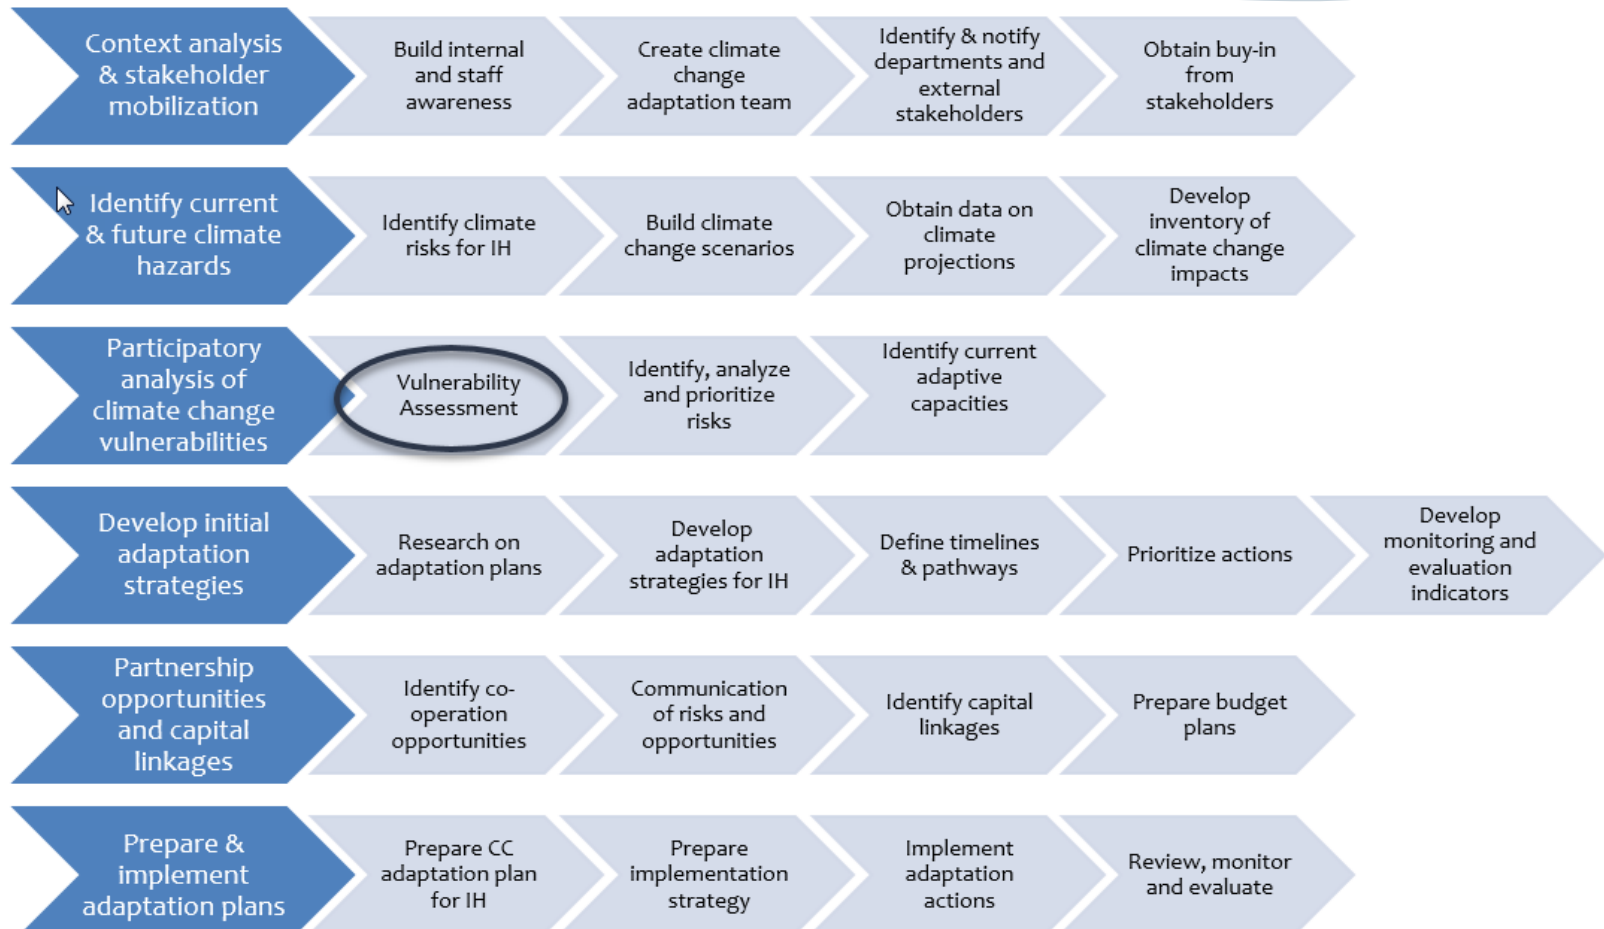 Context analysis
& stakeholder
mobilization
Build internal
and staff
awareness
Create climate
change
adaptation team
Identify & notify
departments and
external
stakeholders
Obtain buy-in
from
stakeholders
Identify current
& future climate
hazards
Identify climate
risks for IH
Build climate
change scenarios
Obtain data on
climate
projections
Develop
inventory of
climate change
impacts
Participatory
analysis of
climate change
vulnerabilities
Vulnerability
Assessment
Identify, analyze
and prioritize
risks
Identify current
adaptive
capacities
Develop initial
adaptation
strategies
Research on
adaptation plans
Develop
adaptation
strategies for IH
Define timelines
& pathways
Prioritize actions
Develop
monitoring and
evaluation
indicators
Partnership
opportunities
and capital
linkages
Identify co-
operation
opportunities
Communication
of risks and
opportunities
Identify capital
linkages
Prepare budget
plans
Prepare &
implement
adaptation plans
Prepare CC
adaptation plan
for IH
Prepare
implementation
strategy
Implement
adaptation
actions
Review, monitor
and evaluate